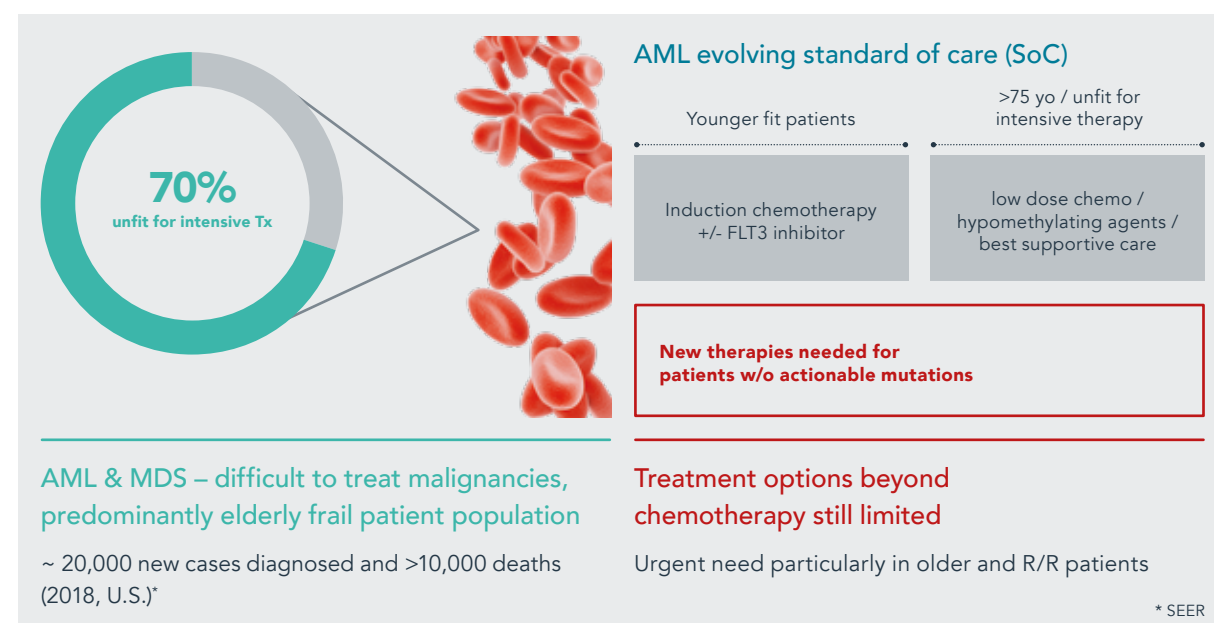 70%
unfit for intensive Tx
AML & MDS – difficult to treat malignancies,
predominantly elderly frail patient population
~ 20,000 new cases diagnosed and >10,000 deaths
(2018, U.S.)*
AML evolving standard of care (SoC)
Younger fit patients
>75 yo / unfit for
intensive therapy
Induction chemotherapy
+/- FLT3 inhibitor
low dose chemo /
hypomethylating agents /
best supportive care
New therapies needed for
patients w/o actionable mutations
Treatment options beyond
chemotherapy still limited
Urgent need particularly in older and R/R patients
* SEER